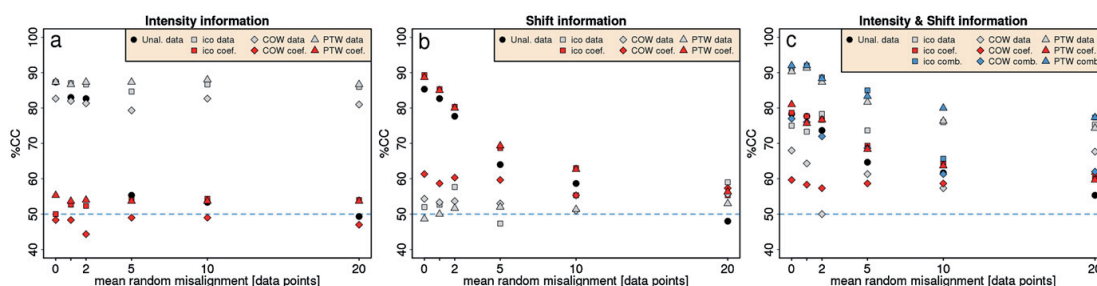 Intensity information
a
Unal. data
ico data
COW data
PTW data
ico coef.
COW coef.
PTW coef.
%CC
100
90
80
70
60
50
40
0
2
5
10
20
mean random misalignment [data points]
Shift information
b
Unal. data
ico data
COW data
PTW data
ico coef.
COW coef.
PTW coef.
%CC
100
90
80
70
60
50
40
0
2
5
10
20
mean random misalignment [data points]
Intensity & Shift information
c
Unal. data
ico data
COW data
PTW data
ico coef.
COW coef.
PTW coef.
ico comb.
COW comb.
PTW comb.
%CC
100
90
80
70
60
50
40
0
2
5
10
20
mean random misalignment [data points]